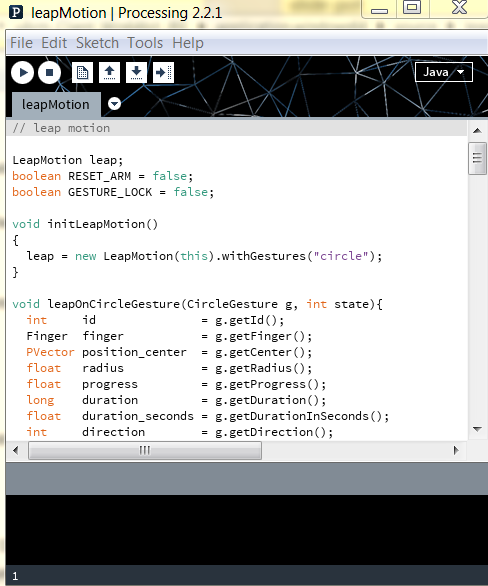 leapMotion | Processing 2.2.1
File Edit Sketch Tools Help
Java
leapMotion
// leap motion
LeapMotion leap;
boolean RESET_ARM = false;
boolean GESTURE_LOCK = false;
void initLeapMotion()
{
leap = new LeapMotion(this).withGestures("circle");
}
void leapOnCircleGesture(CircleGesture g, int state){
int id = g.getId();
Finger finger = g.getFinger();
PVector position_center = g.getCenter();
float radius = g.getRadius();
float progress = g.getProgress();
long duration = g.getDuration();
float duration_seconds = g.getDurationInSeconds();
int direction = g.getDirection();
1